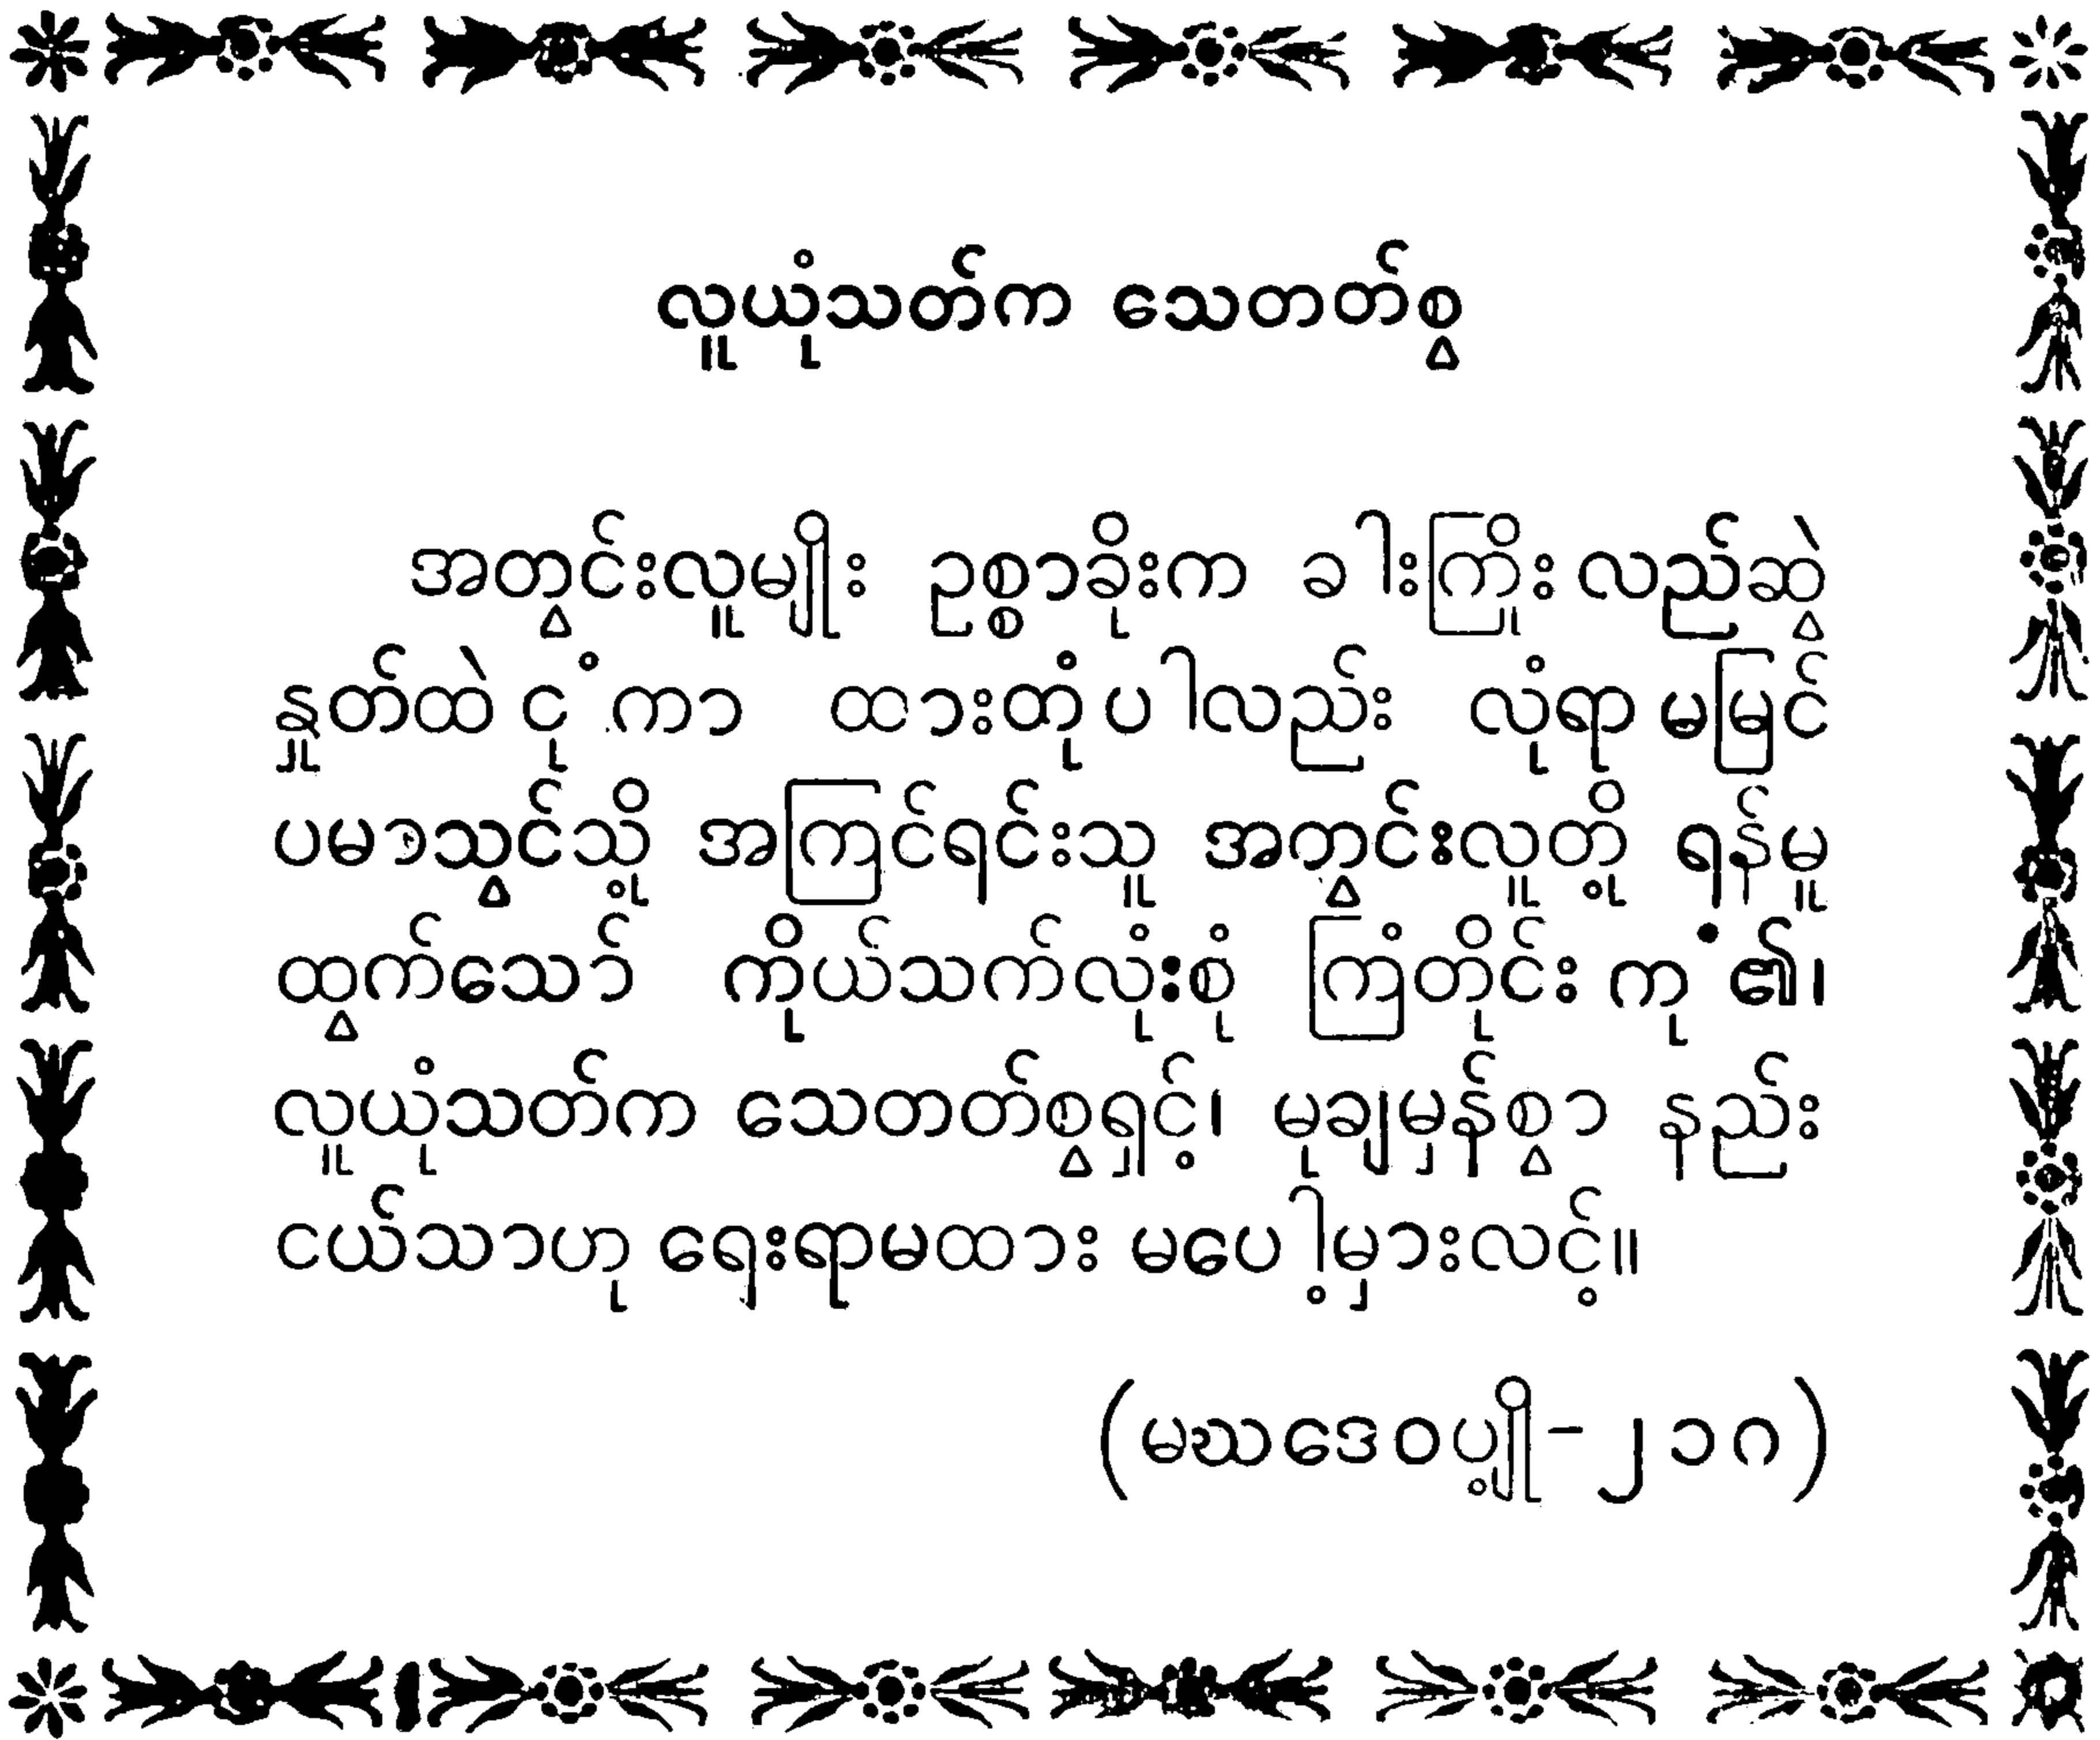 လူယုံသတ်က သေတတ်စွ
အတွင်းလူမျိုး ဥစ္စာခိုးက ခါးကြိုးလည်ဆွဲ
နှုတ်ထဲငုံကာ ထားတုံပါလည်း လုံရာမမြင်
ပမာသွင်သို့ အကြင်ရင်းသူ အတွင်းလူတို့ ရန်မူ
ထွက်သော် ကိုယ်သက်လုံးစုံ ကြံတိုင်းကုံ၏၊
လူယုံသတ်က သေတတ်စွရှင့်၊ မုချမှန်စွာ နည်း
ငယ်သာဟု ရှေးရာမထား မပေါ့မှားလင့်။
(မဃဒေဝပျို့-၂၁၈)